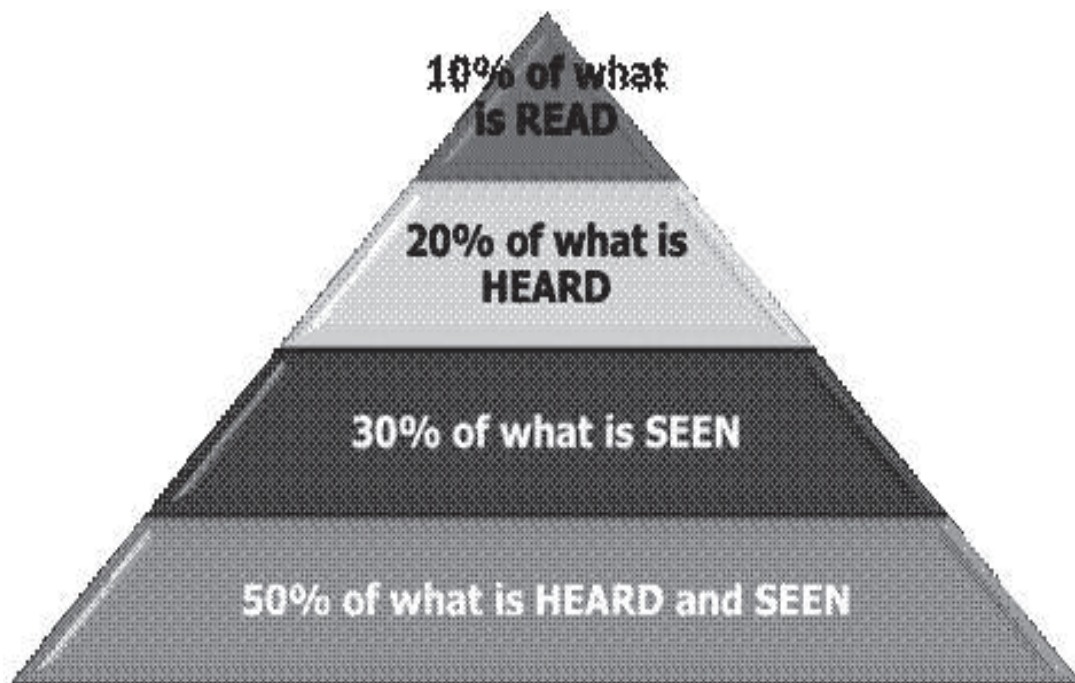 10% of what
is READ
20% of what is
HEARD
30% of what is SEEN
50% of what is HEARD and SEEN